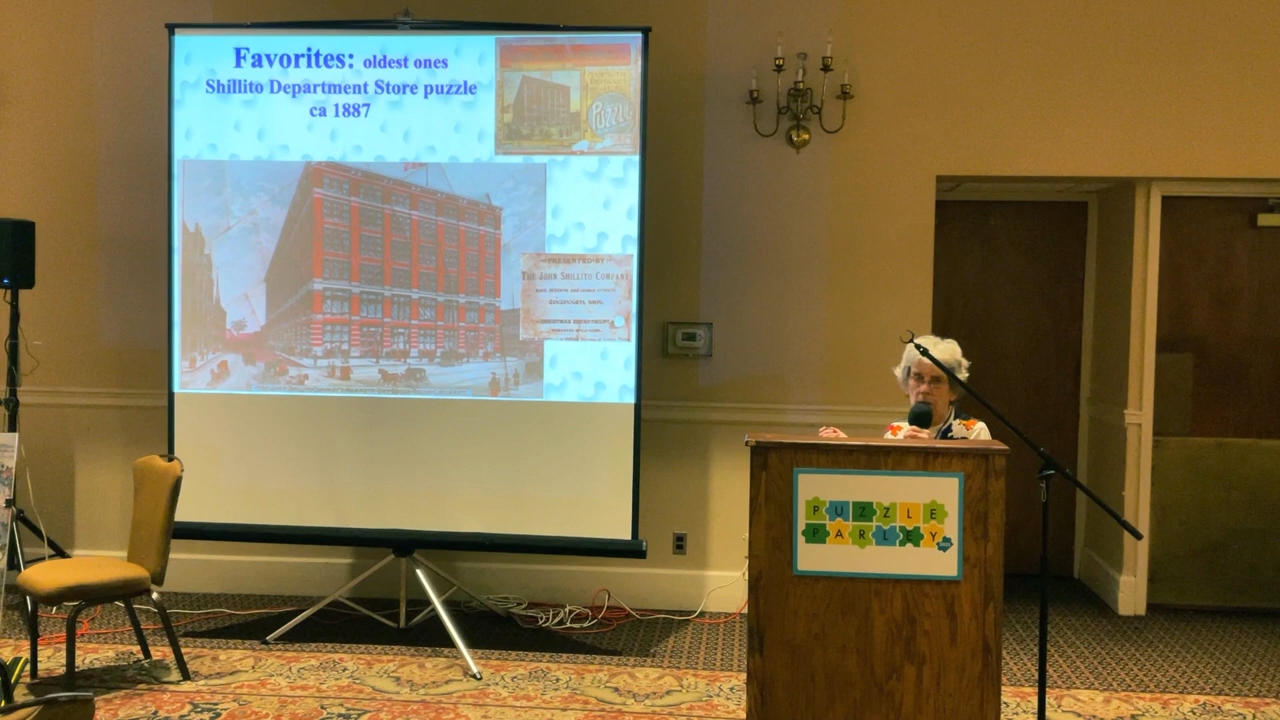 Favorites: oldest ones
Shillito Department Store puzzle
ca 1887
PUZZLE
PRESENTED BY
THE JOHN SHILLITO COMPANY
CINCINNATI, OHIO.
PUZZLE
PARLEY